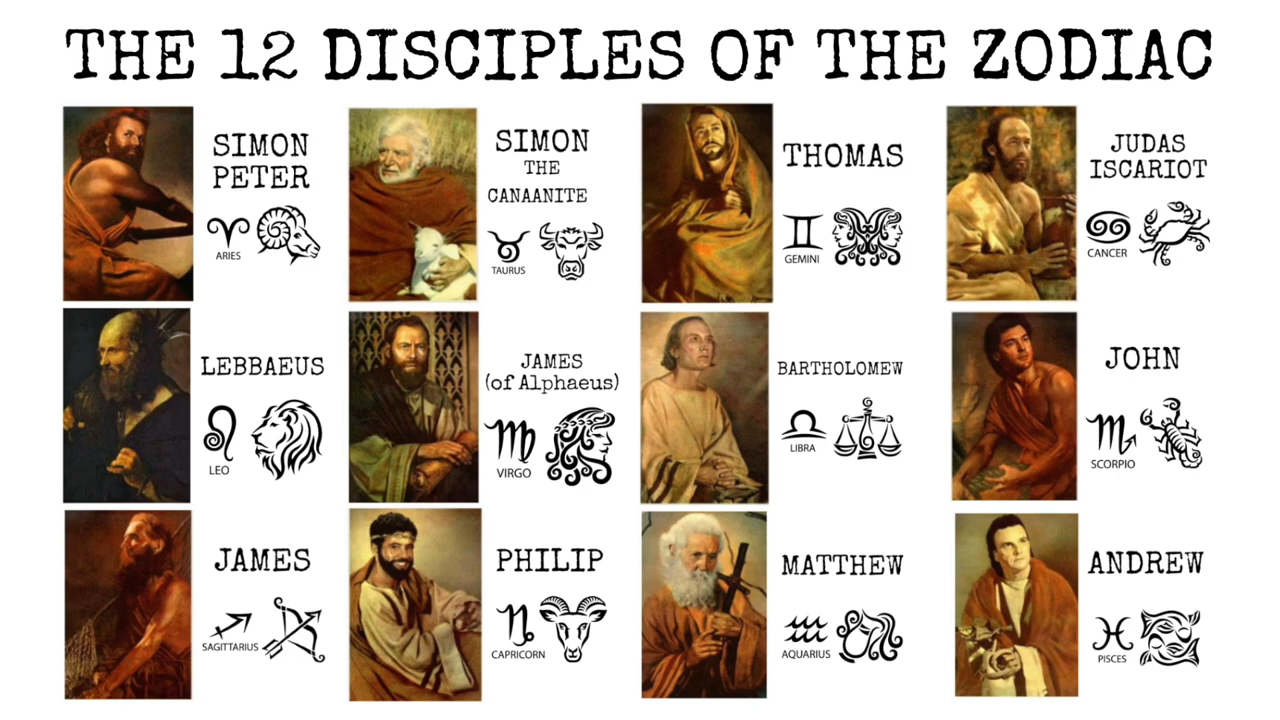 THE 12 DISCIPLES OF THE ZODIAC
SIMON
PETER
ARIES
SIMON
THE
CANAANITE
TAURUS
THOMAS
GEMINI
JUDAS
ISCARIOT
CANCER
LEBBAEUS
LEO
JAMES
(of Alphaeus)
VIRGO
BARTHOLOMEW
LIBRA
JOHN
SCORPIO
JAMES
SAGITTARIUS
PHILIP
CAPRICORN
MATTHEW
AQUARIUS
ANDREW
PISCES